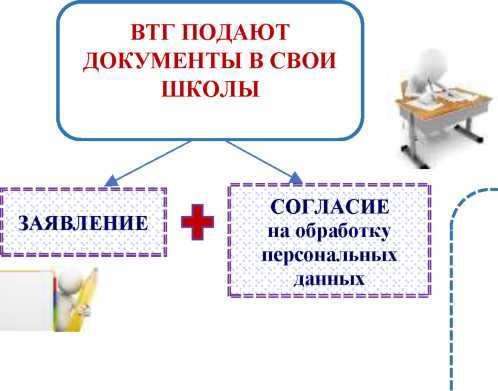 ВТГ ПОДАЮТ
ДОКУМЕНТЫ В СВОИ
ШКОЛЫ
ЗАЯВЛЕНИЕ
СОГЛАСИЕ
на обработку
персональных
данных